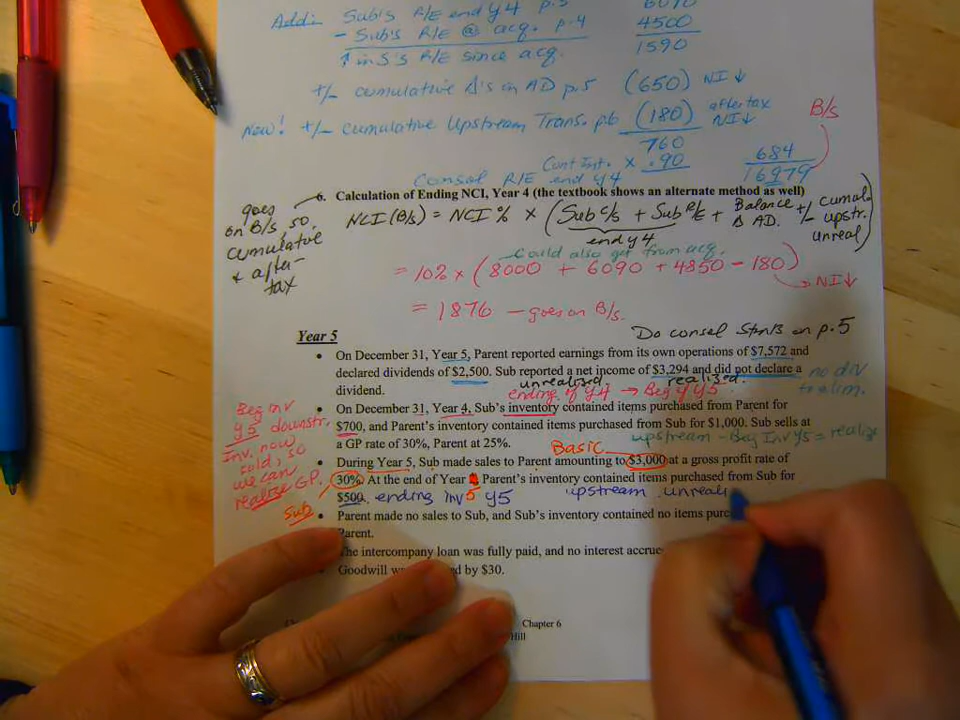 Add: Sub's R/E end y4 p.5 6090
- Sub's R/E @ acq. p.4 4500
↑ in S's R/E since acq. 1590
+/- cumulative Δ's in AD p.5 (650) NI↓
New! +/- cumulative Upstream Trans. p6 (180) after tax NI↓
760
Cont Int. × .90 684
Consol R/E end y4 16979
B/s
6. Calculation of Ending NCI, Year 4 (the textbook shows an alternate method as well)
NCI(B/s) = NCI% × (Sub C/s + Sub R/E + Balance AD. +/- cumul. upstr. unreal)
end y4
goes on B/S, so, cumulative & after-tax
Could also get from acq.
= 10% × (8000 + 6090 + 4850 - 180)
NI↓
= 1876 - goes on B/s.
Do consol Stmts on p.5
Year 5
• On December 31, Year 5, Parent reported earnings from its own operations of $7,572 and
declared dividends of $2,500. Sub reported a net income of $3,294 and did not declare a
dividend.
no div to elim.
unrealized realized.
ending if y4 → Beg if y5
• On December 31, Year 4, Sub's inventory contained items purchased from Parent for
$700, and Parent's inventory contained items purchased from Sub for $1,000. Sub sells at
a GP rate of 30%, Parent at 25%.
upstream - Beg Inv y5 = realize
Beg inv
y5 downstr.
Inv. now
sold, so
we can
realize GP.
Basic
• During Year 5, Sub made sales to Parent amounting to $3,000 at a gross profit rate of
30%. At the end of Year 5 Parent's inventory contained items purchased from Sub for
$500. ending inv y5 upstream unreali
Sub
• Parent made no sales to Sub, and Sub's inventory contained no items purc
Parent.
he intercompany loan was fully paid, and no interest accrue
Goodwill w d by $30.
Chapter 6
Hill